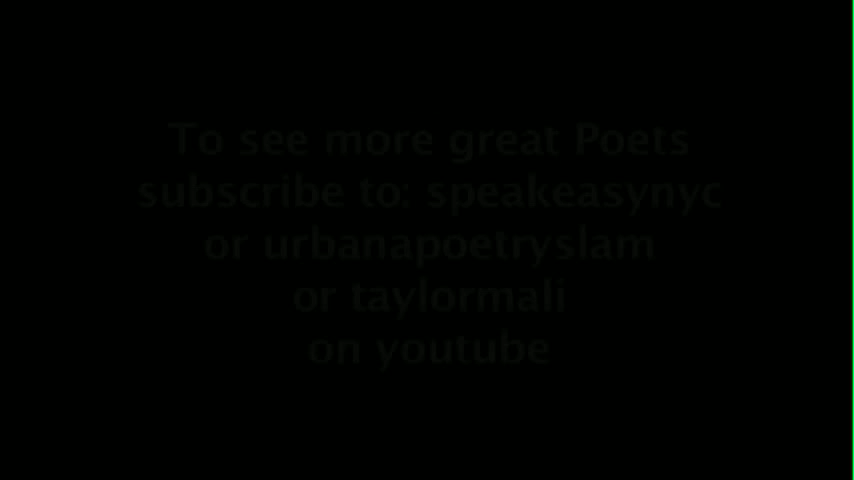 To see more great Poets
subscribe to: speakeasynyc
or urbanapoetryslam
or taylormali
on youtube